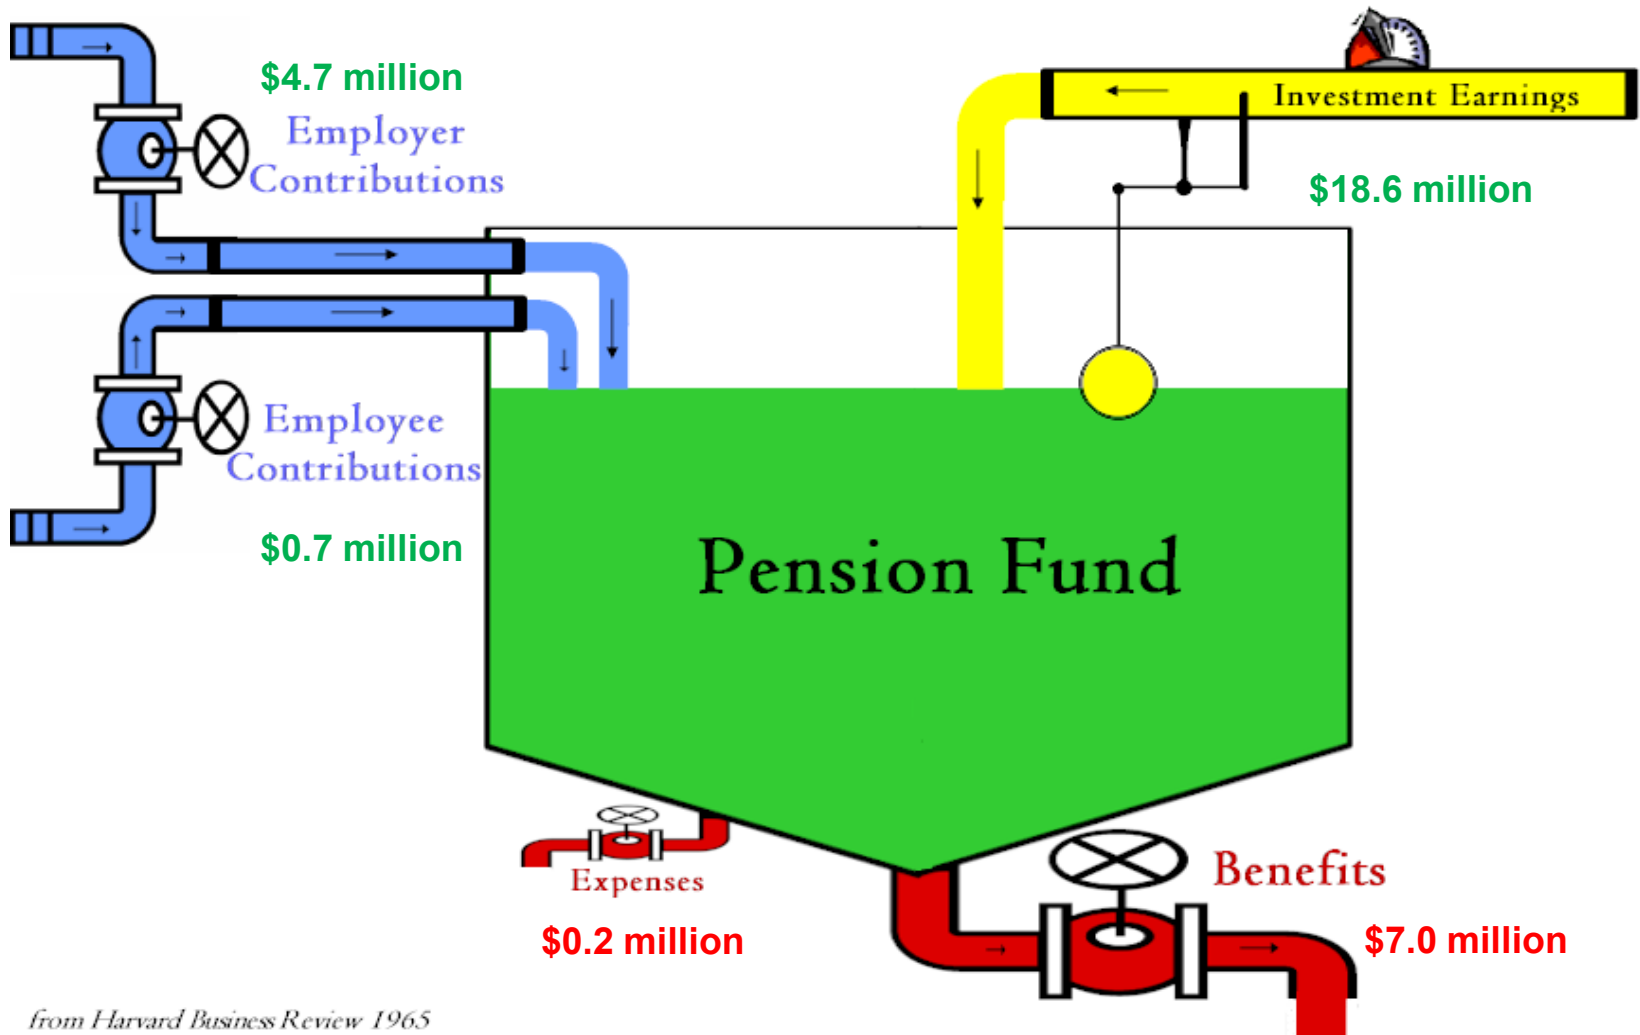 $4.7 million
Employer
Contributions
Investment Earnings
$18.6 million
Employee
Contributions
$0.7 million
Pension Fund
Expenses
$0.2 million
Benefits
$7.0 million
from Harvard Business Review 1965